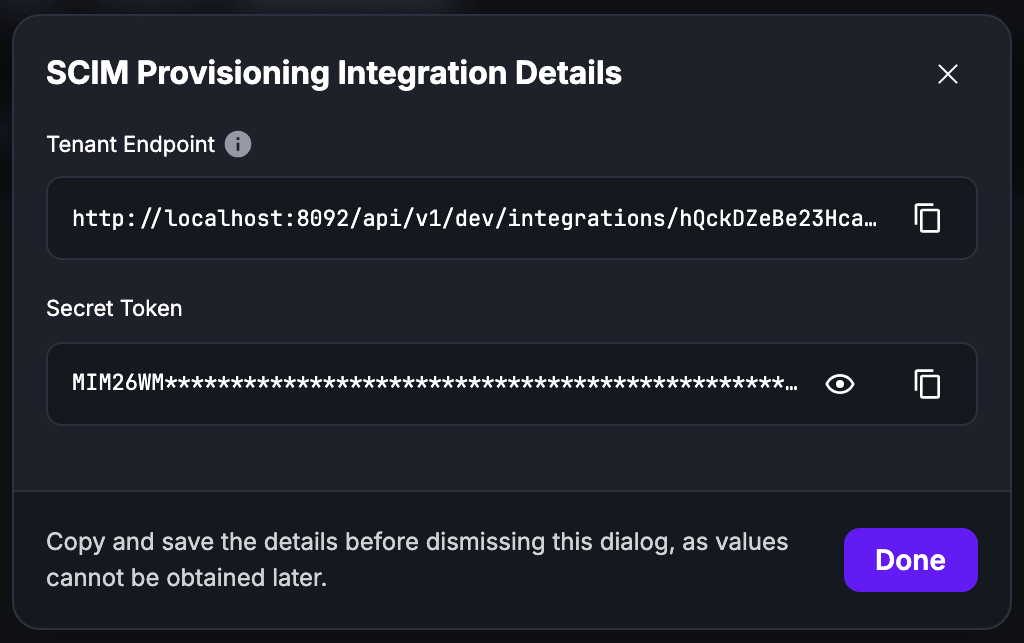 SCIM Provisioning Integration Details
Tenant Endpoint
http://localhost:8092/api/v1/dev/integrations/hQckDZeBe23Hca…
Secret Token
MIM26WM***********************************************…
Copy and save the details before dismissing this dialog, as values
cannot be obtained later.
Done